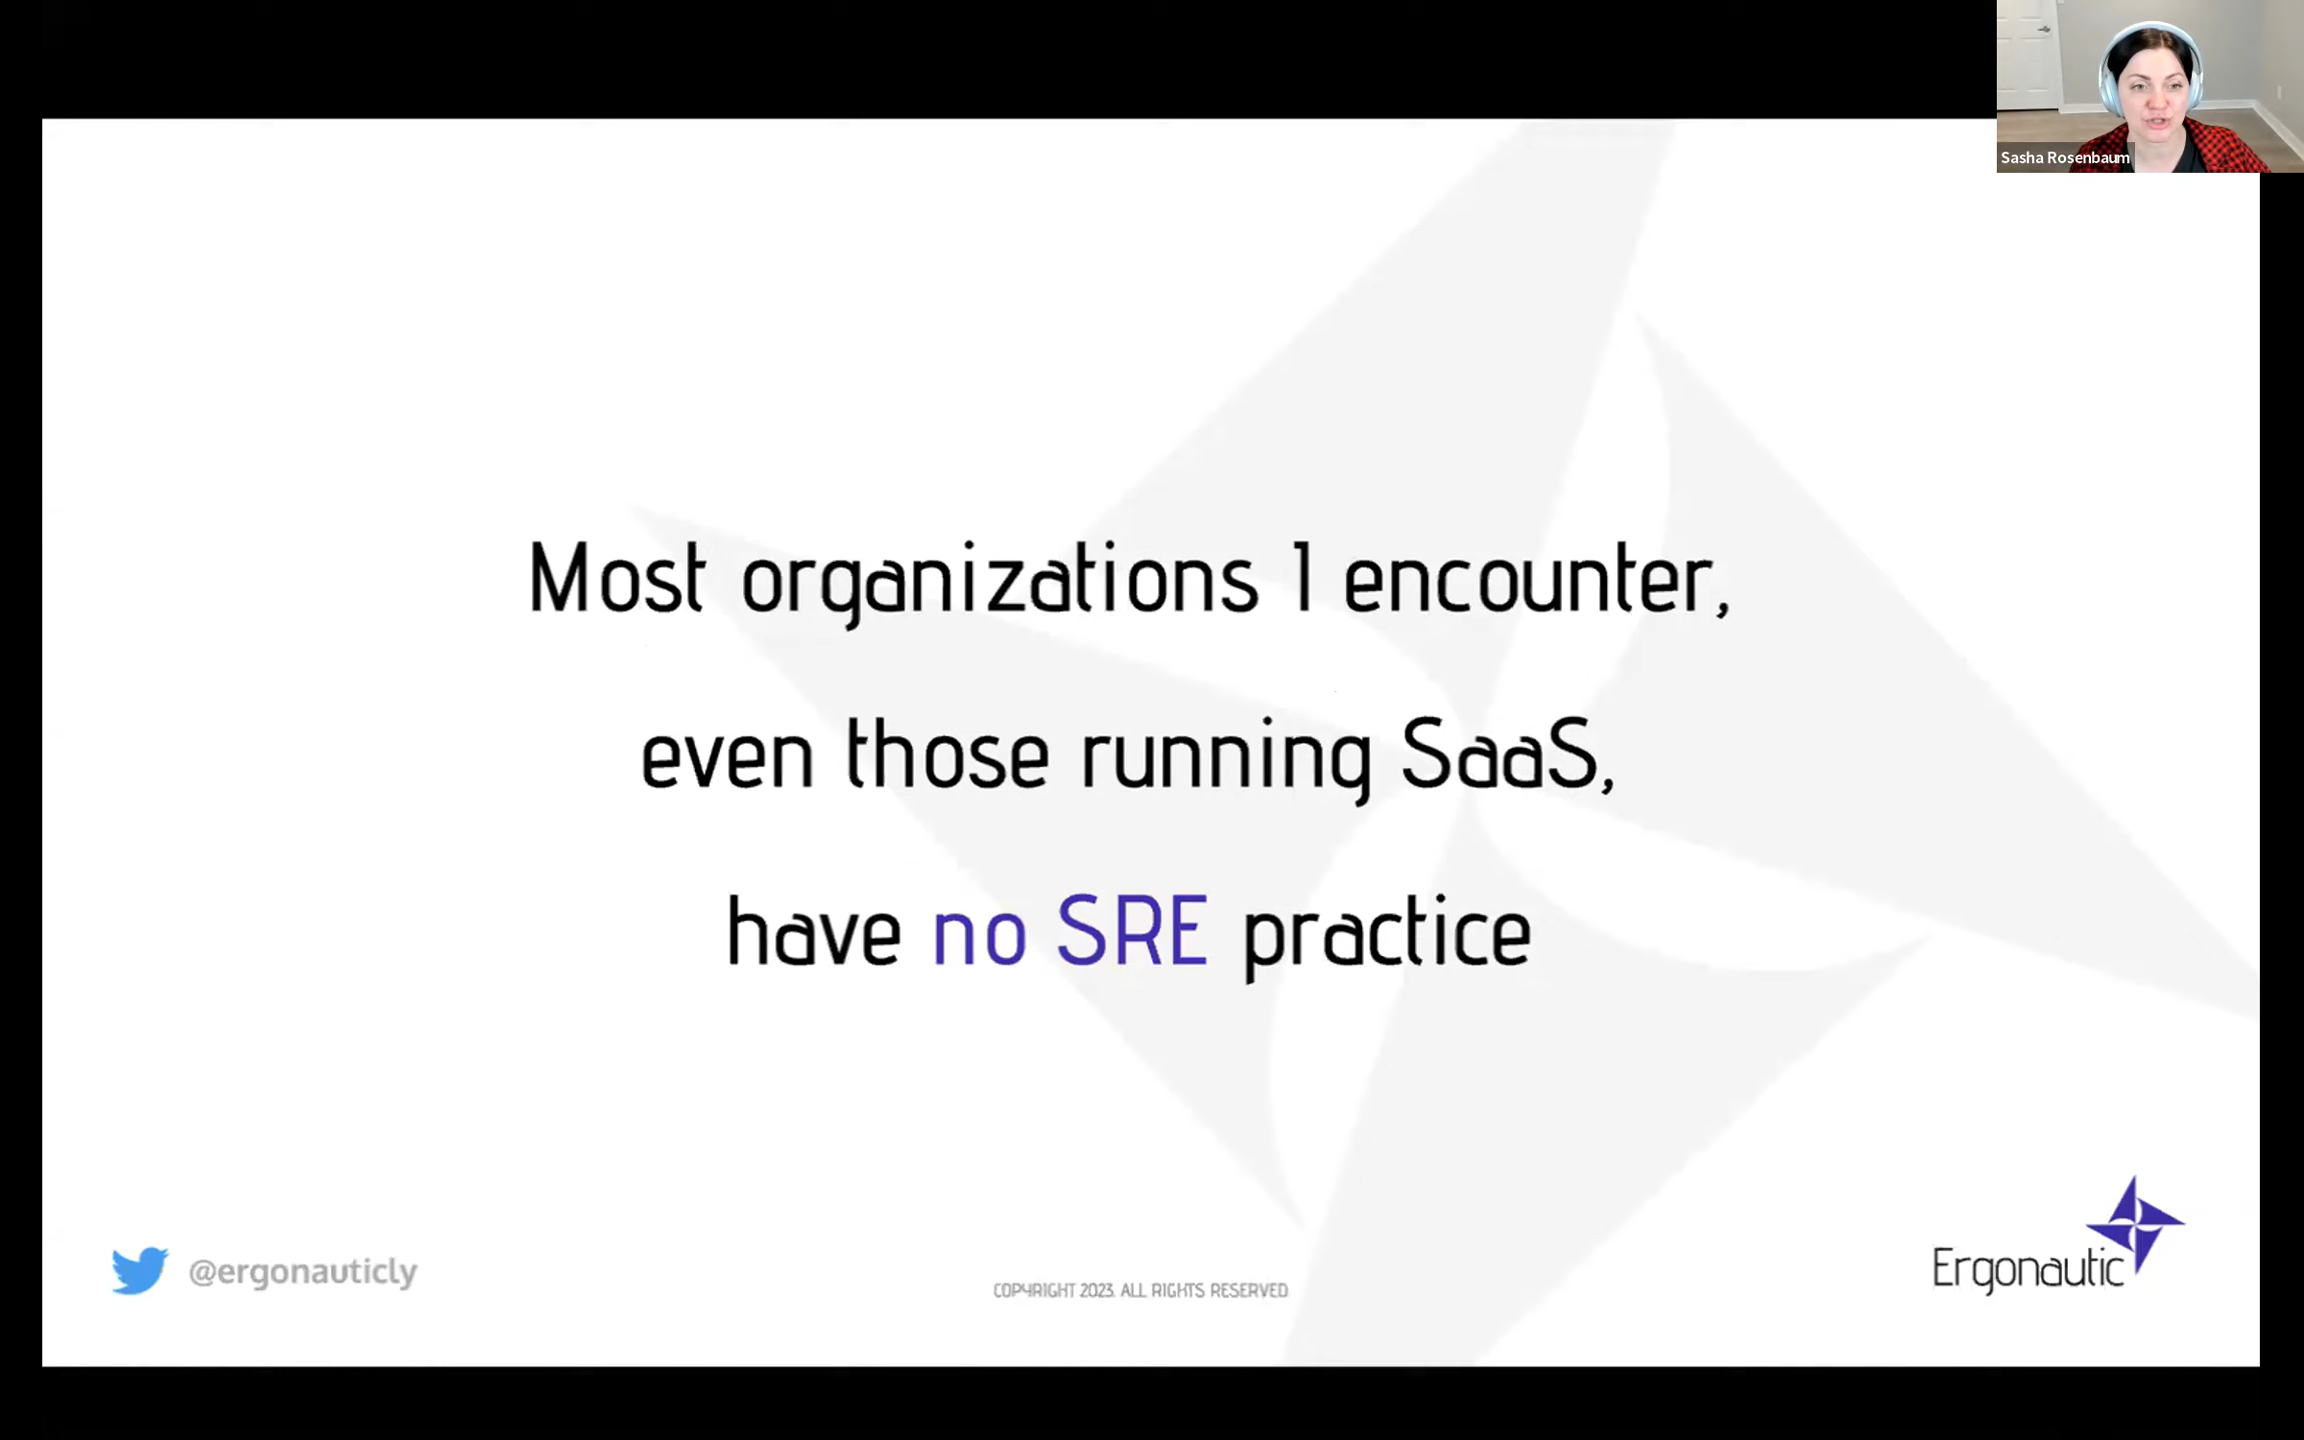 Sasha Rosenbaum
Most organizations I encounter,
even those running SaaS,
have no SRE practice
@ergonauticly
COPYRIGHT 2023. ALL RIGHTS RESERVED
Ergonautic